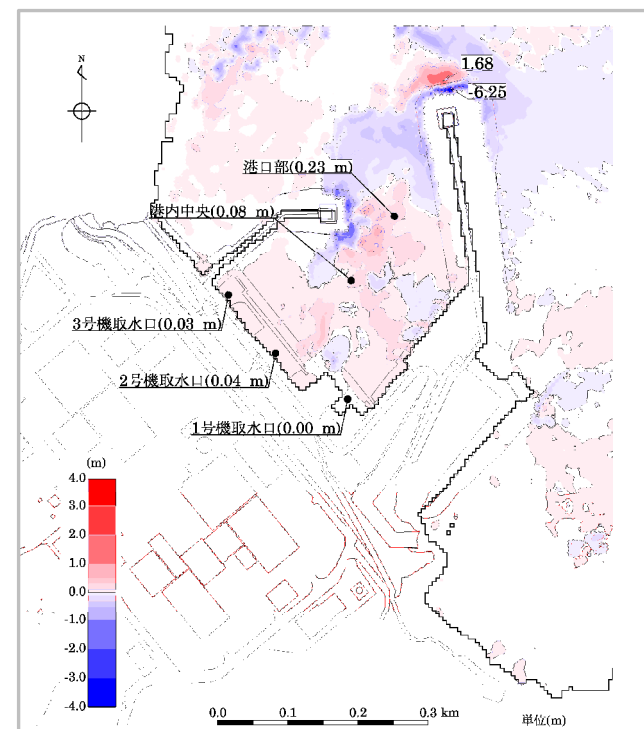 1.68
N
-6.25
港口部(0.23 m)
港内中央(0.08 m)
3号機取水口(0.03 m)
2号機取水口(0.04 m)
1号機取水口(0.00 m)
(m)
4.0
3.0
2.0
1.0
0.0
-1.0
-2.0
-3.0
-4.0
0.0 0.1 0.2 0.3 km
単位(m)